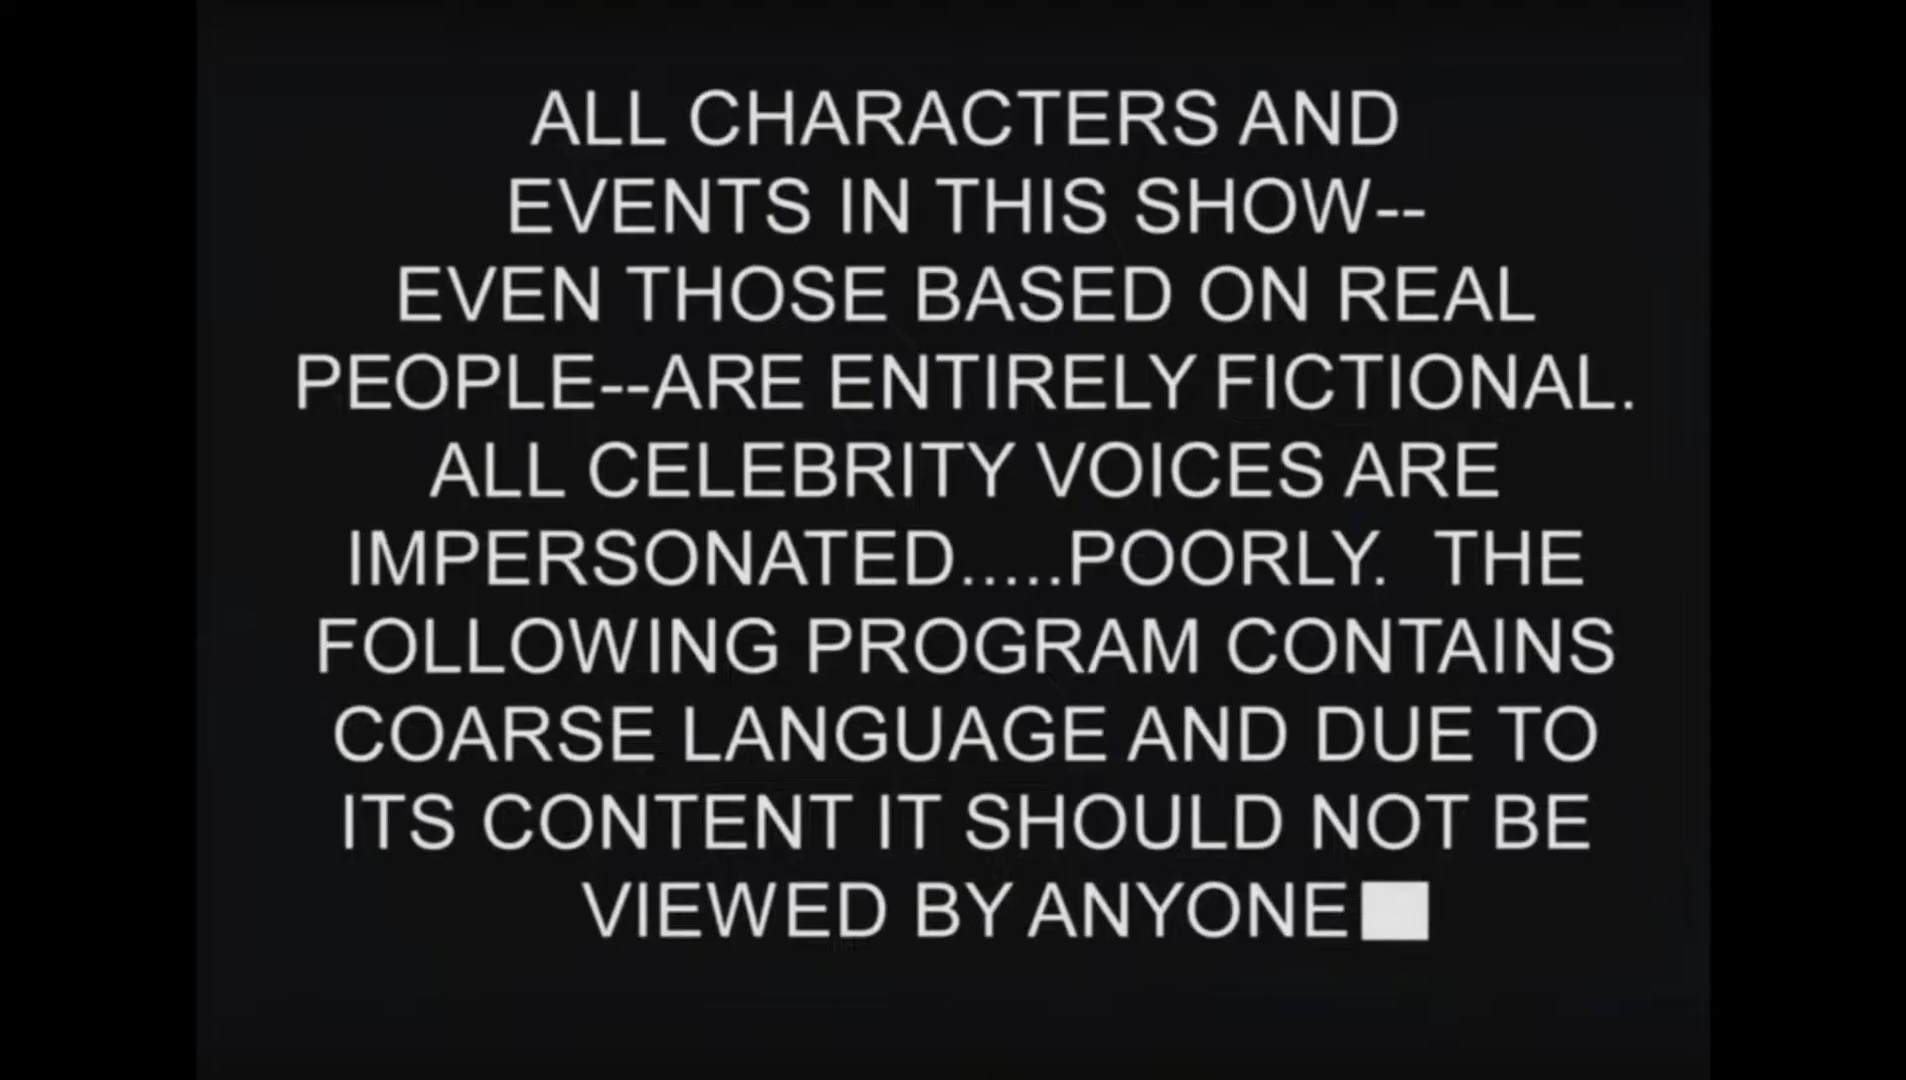 ALL CHARACTERS AND
EVENTS IN THIS SHOW--
EVEN THOSE BASED ON REAL
PEOPLE--ARE ENTIRELY FICTIONAL.
ALL CELEBRITY VOICES ARE
IMPERSONATED.....POORLY. THE
FOLLOWING PROGRAM CONTAINS
COARSE LANGUAGE AND DUE TO
ITS CONTENT IT SHOULD NOT BE
VIEWED BY ANYONE